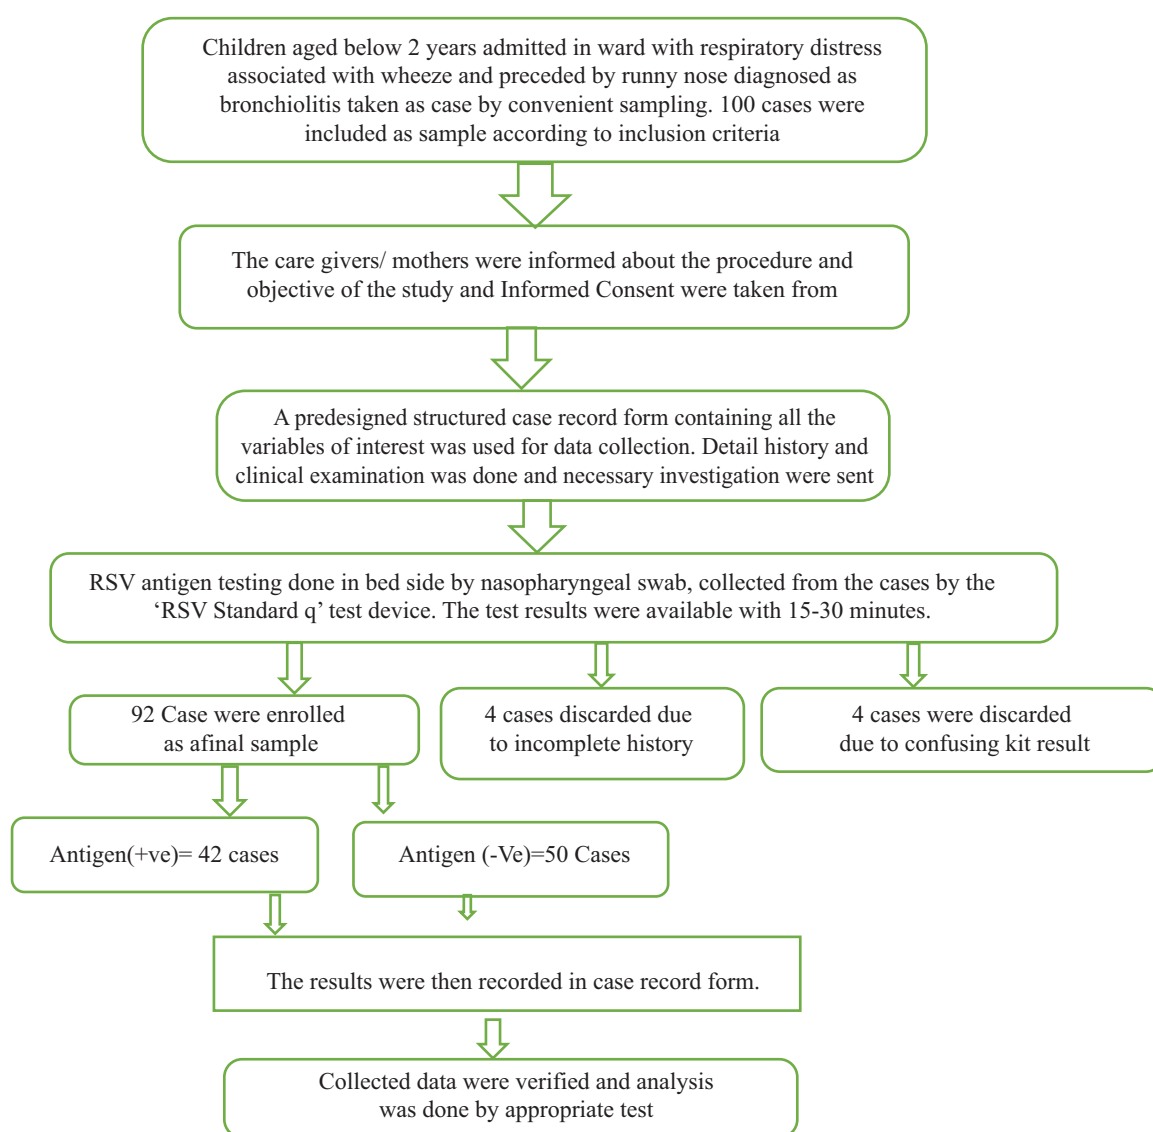 Children aged below 2 years admitted in ward with respiratory distress
associated with wheeze and preceded by runny nose diagnosed as
bronchiolitis taken as case by convenient sampling. 100 cases were
included as sample according to inclusion criteria
The care givers/ mothers were informed about the procedure and
objective of the study and Informed Consent were taken from
A predesigned structured case record form containing all the
variables of interest was used for data collection. Detail history and
clinical examination was done and necessary investigation were sent
RSV antigen testing done in bed side by nasopharyngeal swab, collected from the cases by the
‘RSV Standard q’ test device. The test results were available with 15-30 minutes.
92 Case were enrolled
as afinal sample
4 cases discarded due
to incomplete history
4 cases were discarded
due to confusing kit result
Antigen(+ve)= 42 cases
Antigen (-Ve)=50 Cases
The results were then recorded in case record form.
Collected data were verified and analysis
was done by appropriate test